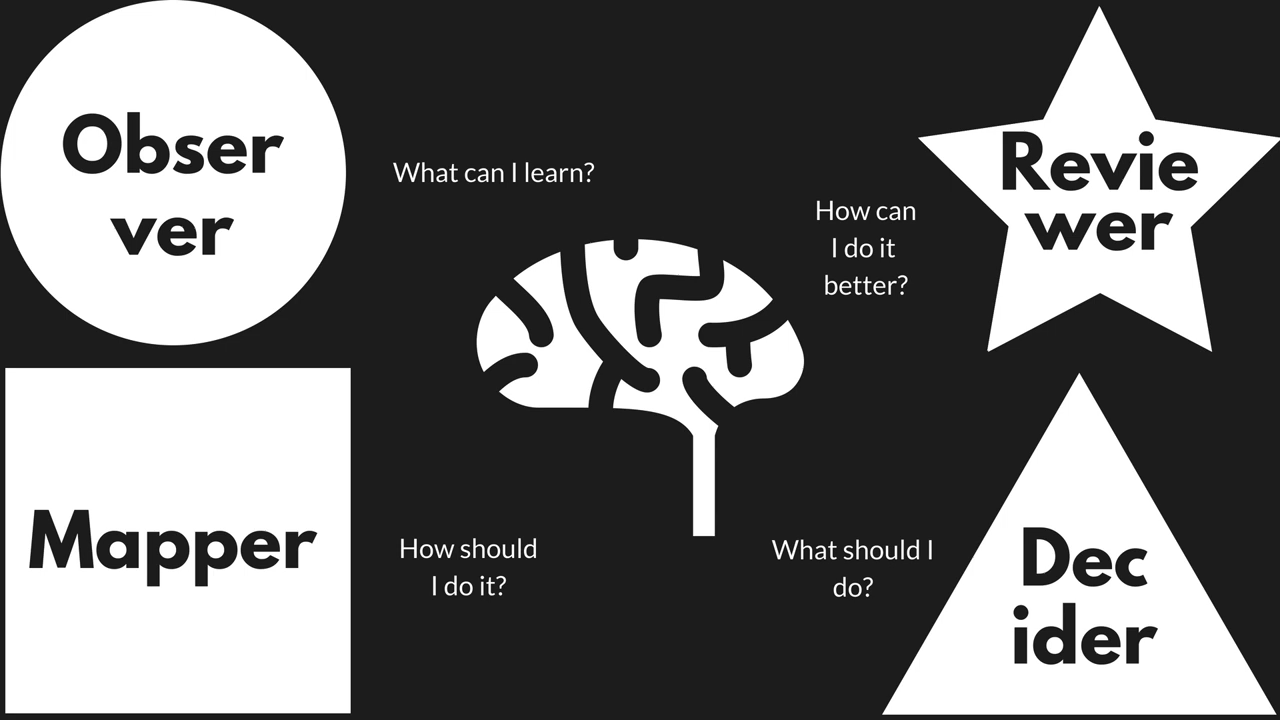 Obser
ver
What can I learn?
How can
I do it
better?
Revie
wer
Mapper
How should
I do it?
What should I
do?
Dec
ider